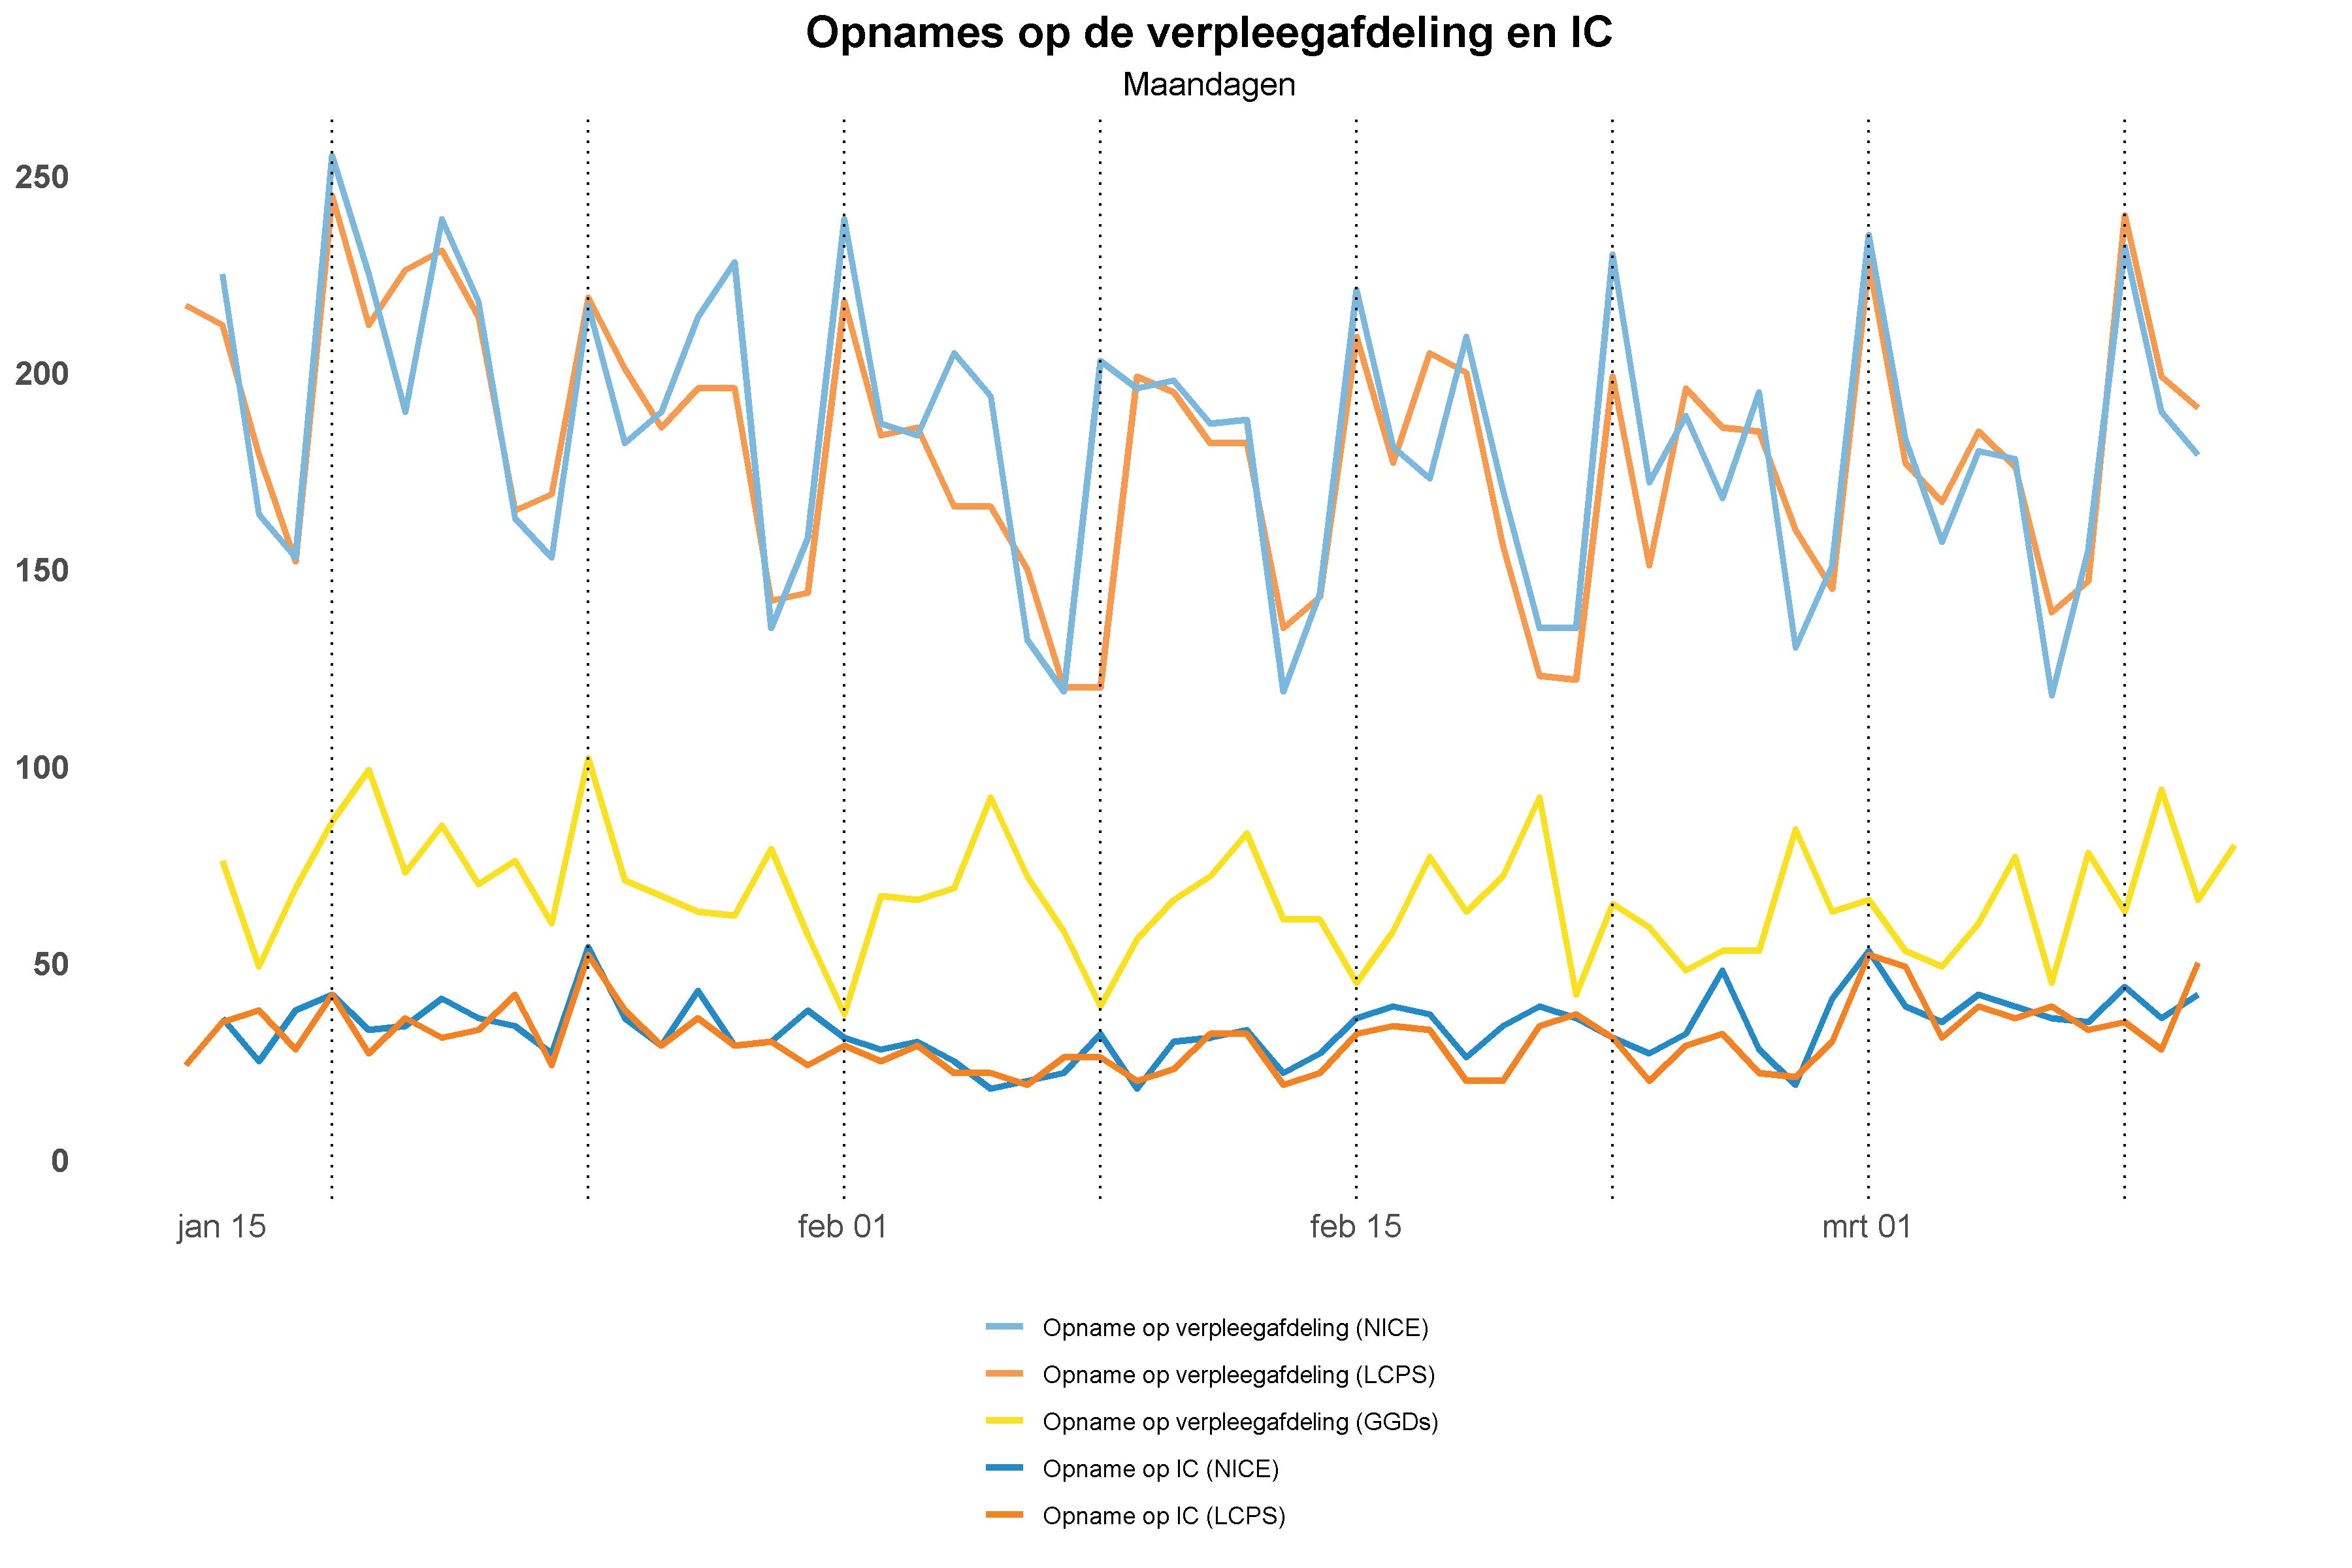 Opnames op de verpleegafdeling en IC
Maandagen
250
200
150
100
50
0
jan 15
feb 01
feb 15
mrt 01
Opname op verpleegafdeling (NICE)
Opname op verpleegafdeling (LCPS)
Opname op verpleegafdeling (GGDs)
Opname op IC (NICE)
Opname op IC (LCPS)